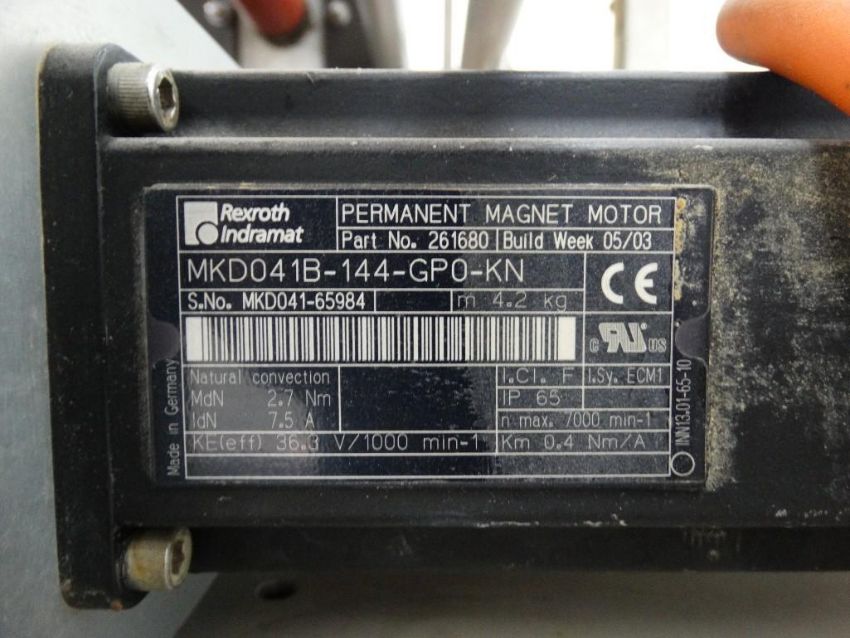 Rexroth
Indramat
PERMANENT MAGNET MOTOR
Part No. 261680 Build Week 05/03
MKD041B-144-GP0-KN
S.No. MKD041-65984 m 4.2 kg
CE
c RU US
Natural convection I.Cl. F I.Sy. ECM1
MdN 2.7 Nm IP 65
IdN 7.5 A n max. 7000 min-1
KE(eff) 36.3 V/1000 min-1 Km 0.4 Nm/A
Made in Germany
INN13.01-65-10